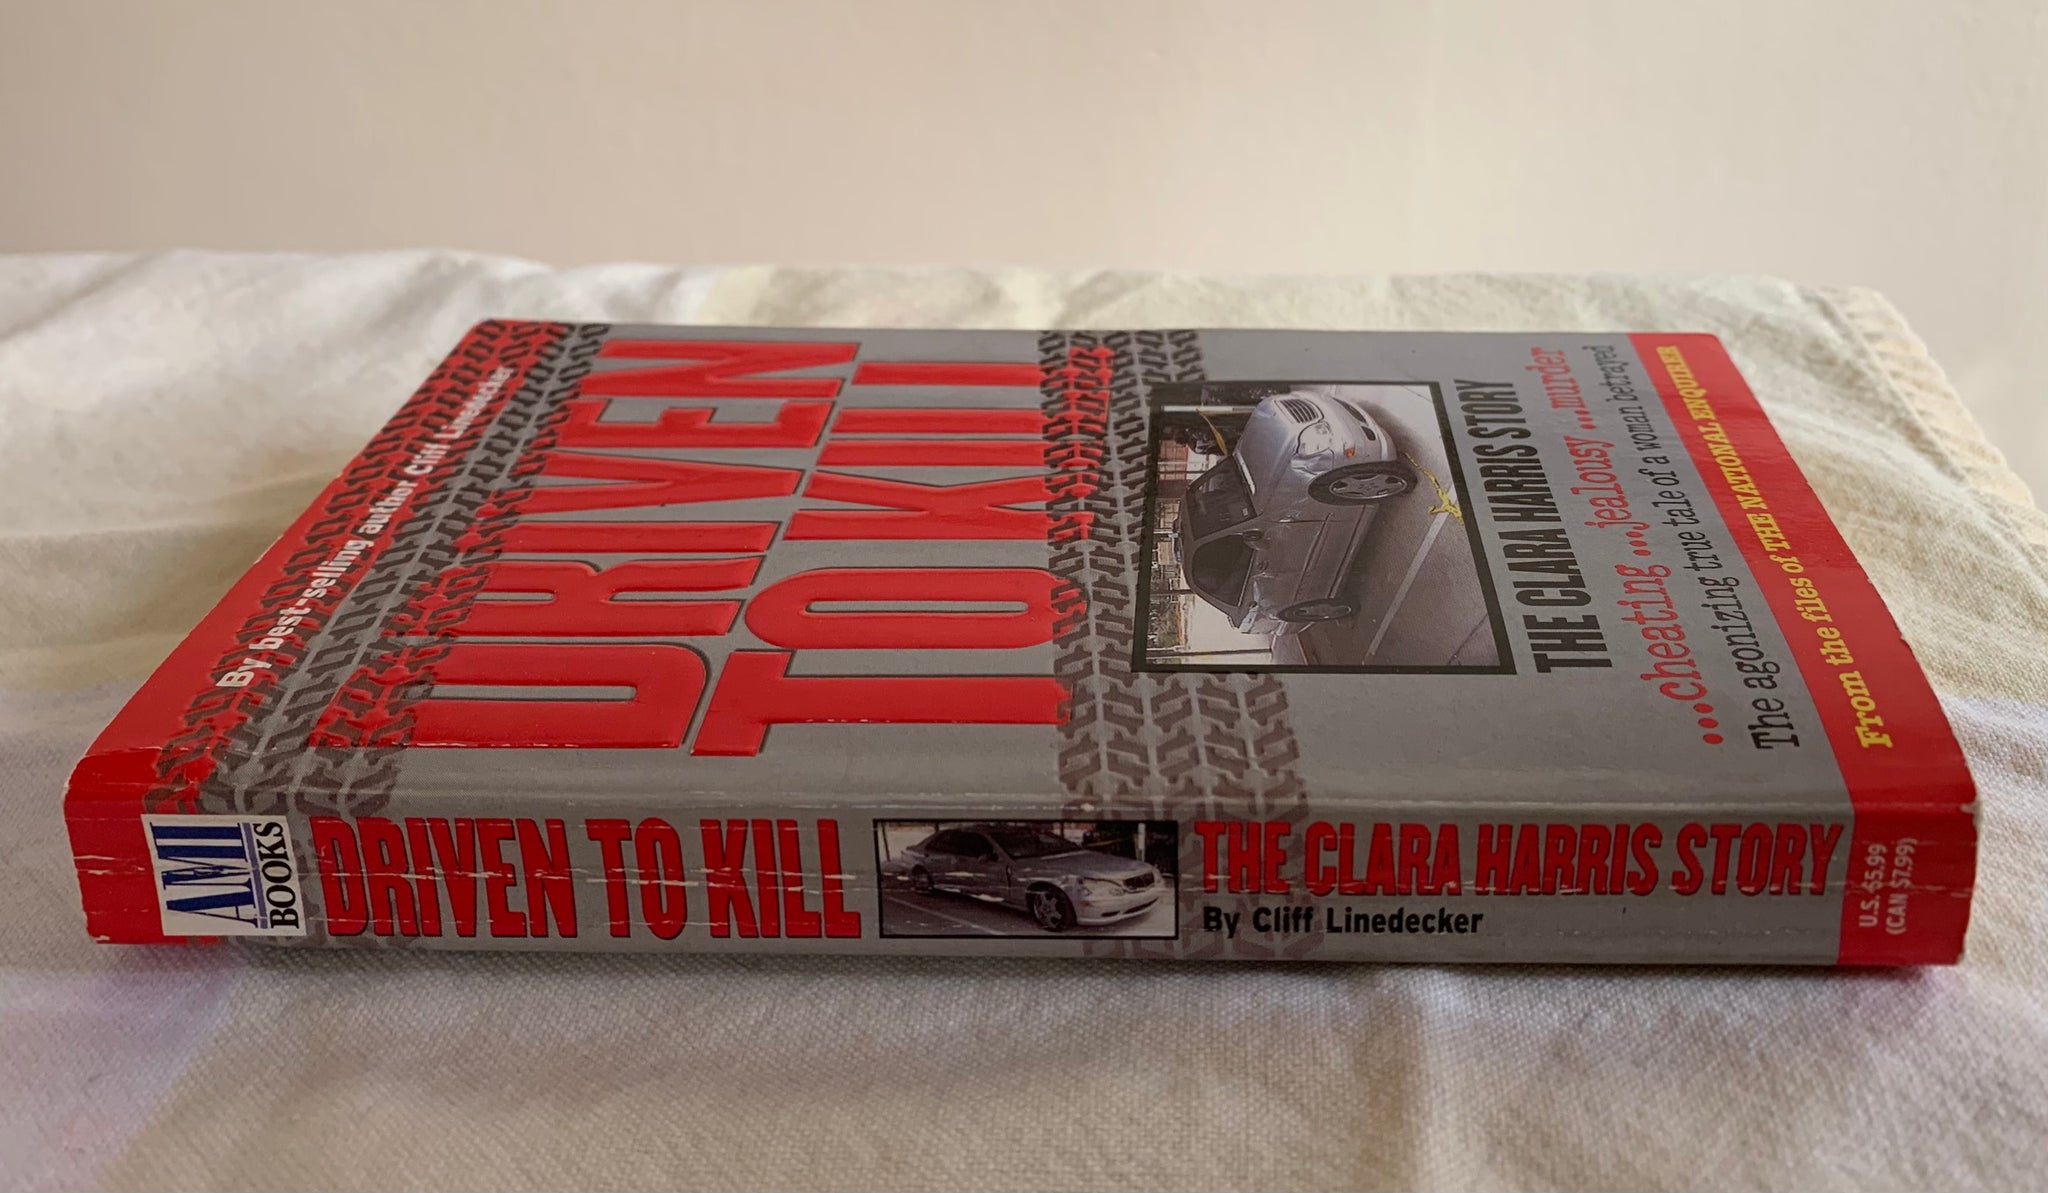 By best-selling author Cliff Linedecker
DRIVEN
TO KILL
THE CLARA HARRIS STORY
...cheating ...jealousy ...murder
The agonizing true tale of a woman betrayed
From the files of THE NATIONAL ENQUIRER
AMI
BOOKS
DRIVEN TO KILL
THE CLARA HARRIS STORY
By Cliff Linedecker
U.S. $5.99
(CAN $7.99)